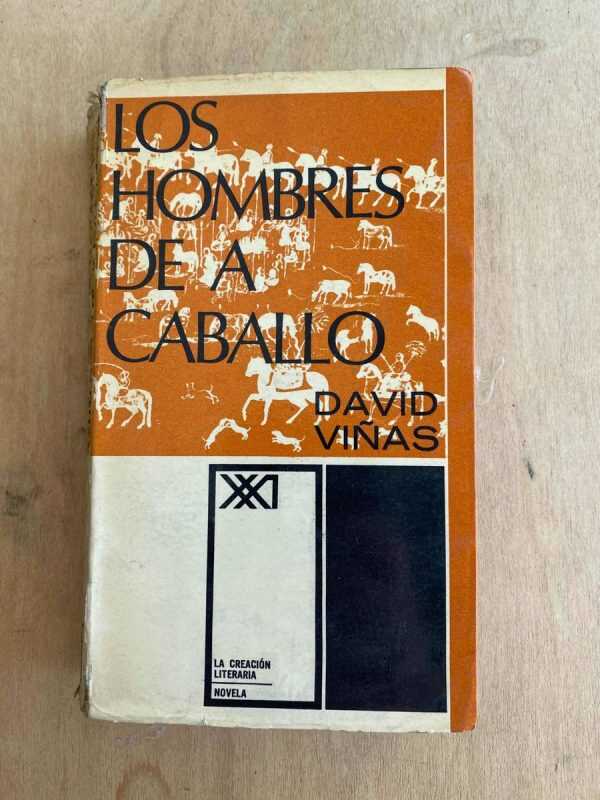 LOS
HOMBRES
DE A
CABALLO
DAVID
VIÑAS
XXI
LA CREACIÓN
LITERARIA
NOVELA